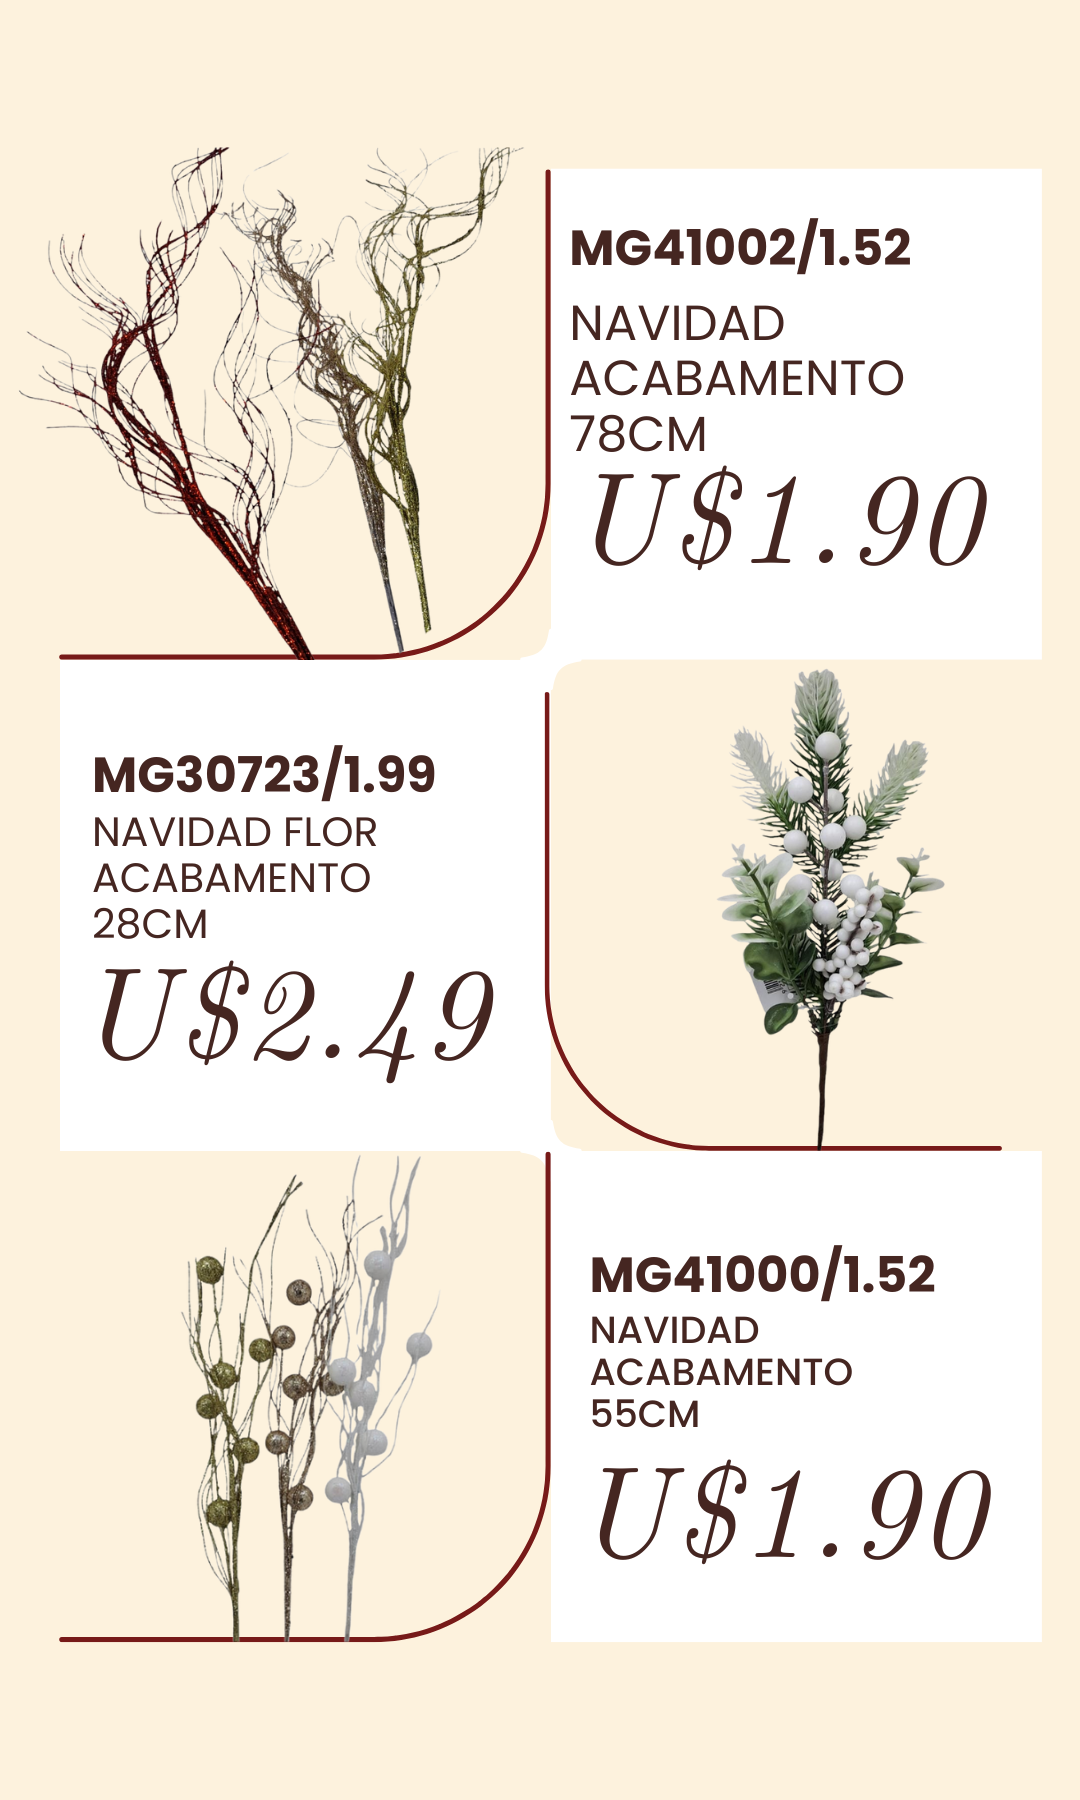 MG41002/1.52
NAVIDAD
ACABAMENTO
78CM
U$1.90
MG30723/1.99
NAVIDAD FLOR
ACABAMENTO
28CM
U$2.49
MG41000/1.52
NAVIDAD
ACABAMENTO
55CM
U$1.90